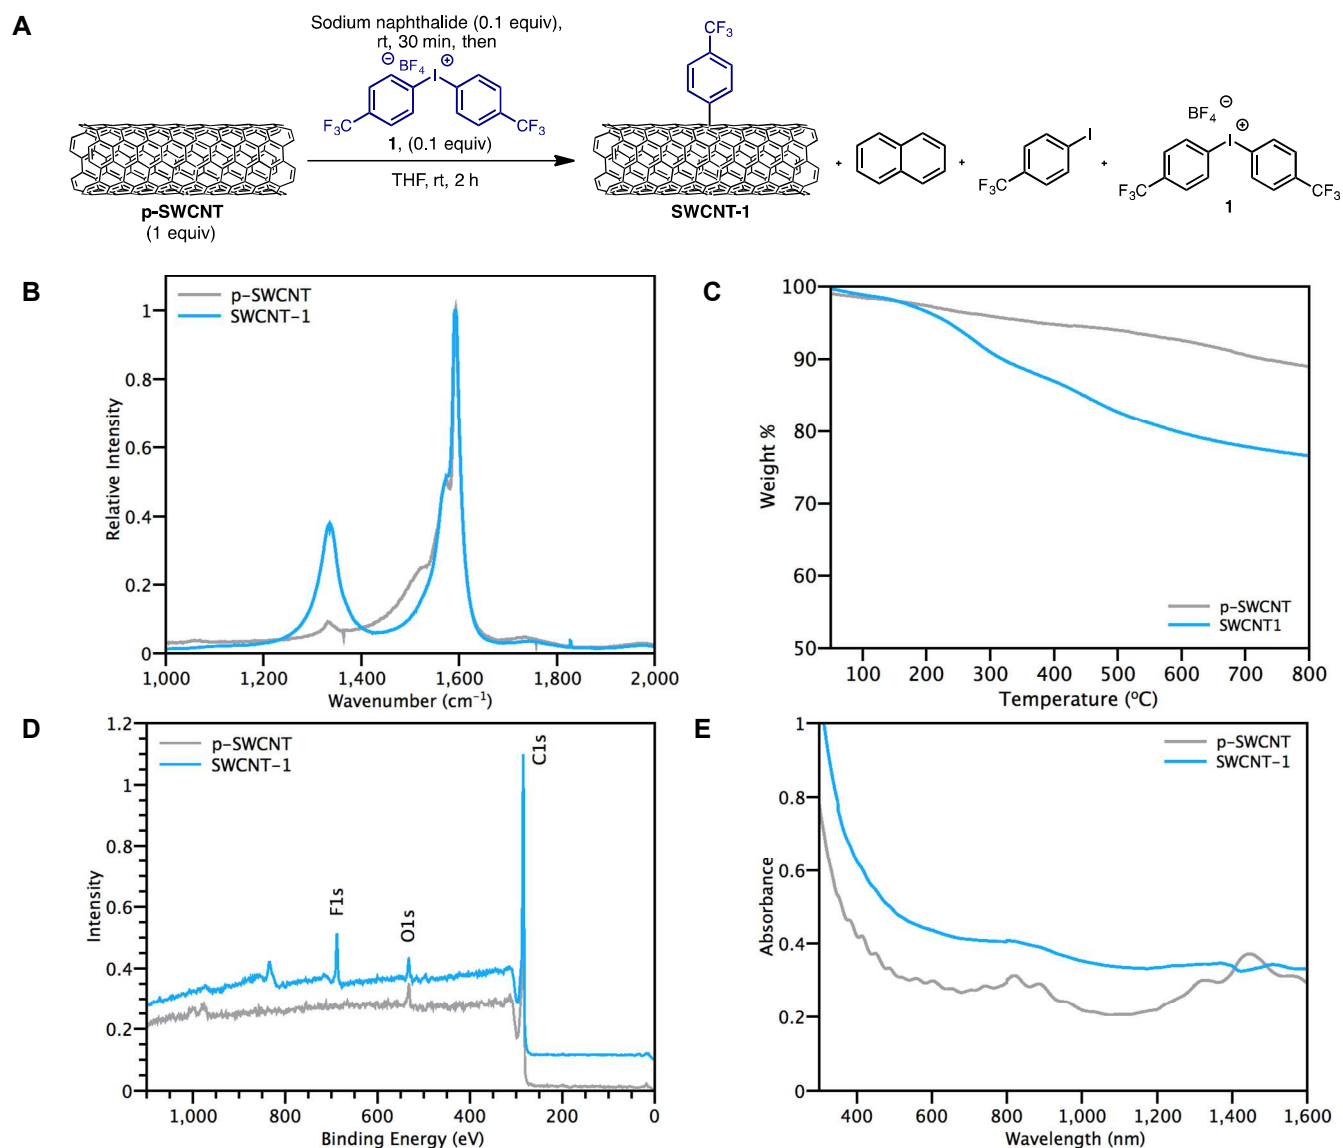 A
Sodium naphthalide (0.1 equiv),
rt, 30 min, then
⊖ BF4 I ⊕
F3C CF3
1, (0.1 equiv)
THF, rt, 2 h
p-SWCNT
(1 equiv)
CF3
SWCNT-1
+ + +
I
F3C
BF4 ⊖
I ⊕
F3C CF3
1
B
p-SWCNT
SWCNT-1
Relative Intensity
1
0.8
0.6
0.4
0.2
0
1,000 1,200 1,400 1,600 1,800 2,000
Wavenumber (cm⁻¹)
C
p-SWCNT
SWCNT1
Weight %
100
90
80
70
60
50
100 200 300 400 500 600 700 800
Temperature (°C)
D
p-SWCNT
SWCNT-1
C1s
F1s
O1s
Intensity
1.2
1
0.8
0.6
0.4
0.2
0
1,000 800 600 400 200 0
Binding Energy (eV)
E
p-SWCNT
SWCNT-1
Absorbance
1
0.8
0.6
0.4
0.2
0
400 600 800 1,000 1,200 1,400 1,600
Wavelength (nm)